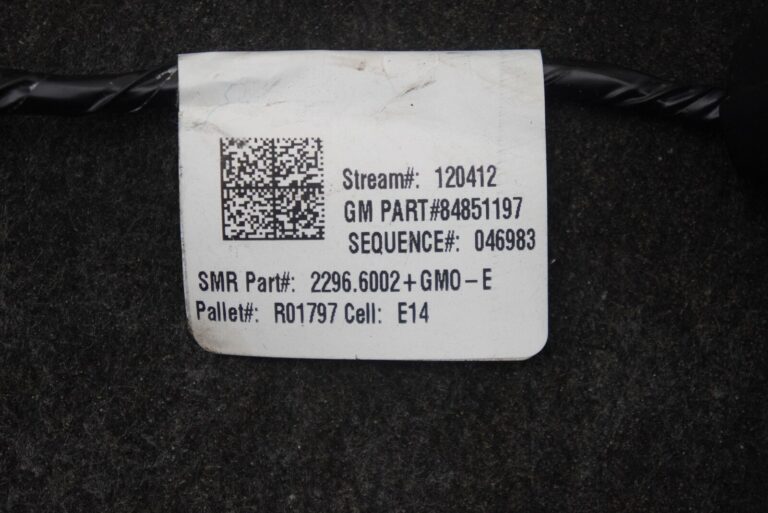 Stream#: 120412
GM PART#84851197
SEQUENCE#: 046983
SMR Part#: 2296.6002+GMO-E
Pallet#: R01797 Cell: E14